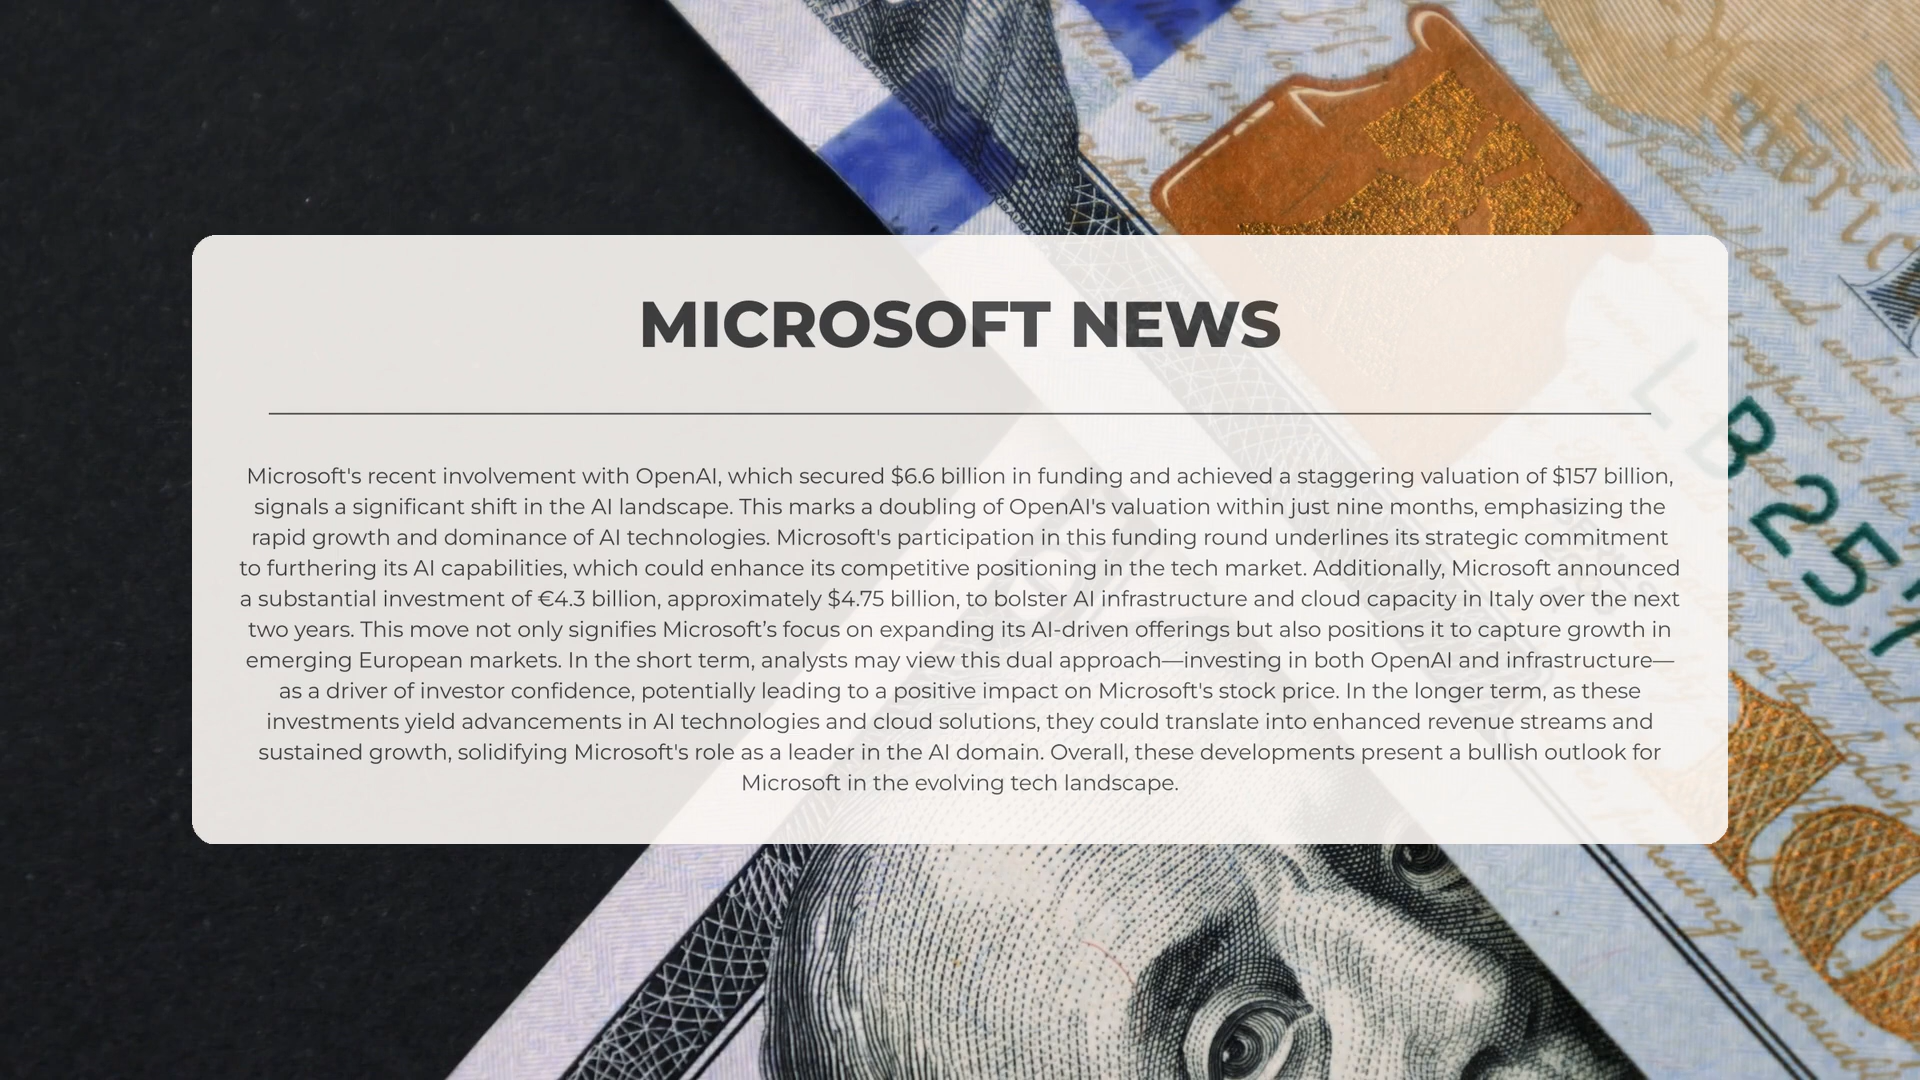 MICROSOFT NEWS
Microsoft's recent involvement with OpenAI, which secured $6.6 billion in funding and achieved a staggering valuation of $157 billion,
signals a significant shift in the AI landscape. This marks a doubling of OpenAI's valuation within just nine months, emphasizing the
rapid growth and dominance of AI technologies. Microsoft's participation in this funding round underlines its strategic commitment
to furthering its AI capabilities, which could enhance its competitive positioning in the tech market. Additionally, Microsoft announced
a substantial investment of €4.3 billion, approximately $4.75 billion, to bolster AI infrastructure and cloud capacity in Italy over the next
two years. This move not only signifies Microsoft’s focus on expanding its AI-driven offerings but also positions it to capture growth in
emerging European markets. In the short term, analysts may view this dual approach—investing in both OpenAI and infrastructure—
as a driver of investor confidence, potentially leading to a positive impact on Microsoft's stock price. In the longer term, as these
investments yield advancements in AI technologies and cloud solutions, they could translate into enhanced revenue streams and
sustained growth, solidifying Microsoft's role as a leader in the AI domain. Overall, these developments present a bullish outlook for
Microsoft in the evolving tech landscape.
LB25